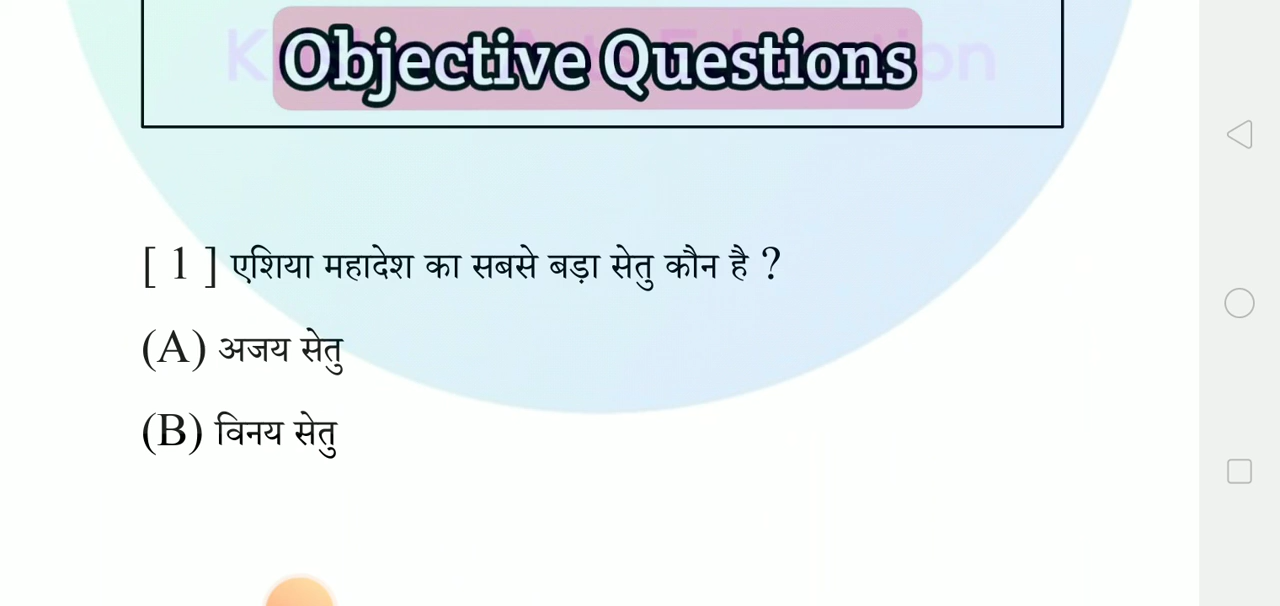 Objective Questions
[ 1 ] एशिया महादेश का सबसे बड़ा सेतु कौन है ?
(A) अजय सेतु
(B) विनय सेतु